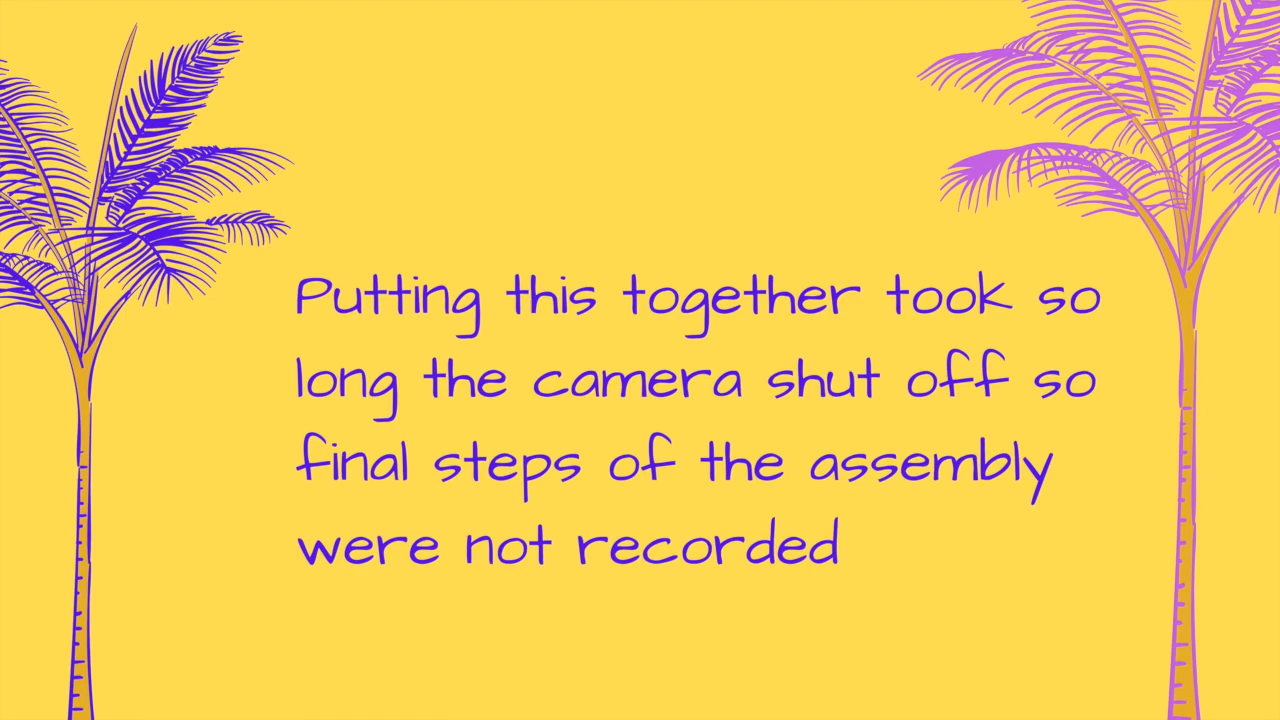 Putting this together took so
long the camera shut off so
final steps of the assembly
were not recorded